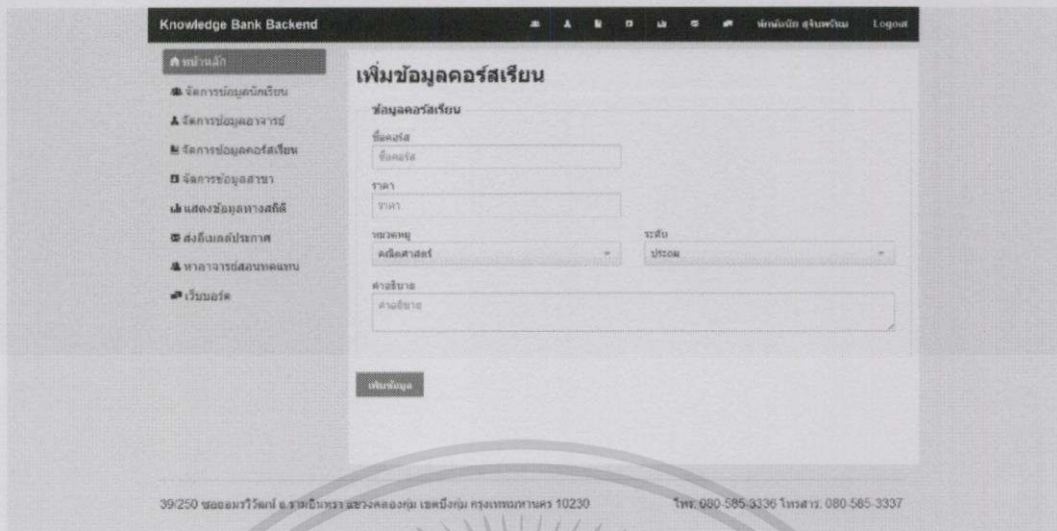 Knowledge Bank Backend
Logout
หน้าหลัก
จัดการข้อมูลนักเรียน
จัดการข้อมูลอาจารย์
จัดการข้อมูลคอร์สเรียน
จัดการข้อมูลสาขา
แสดงข้อมูลทางสถิติ
ส่งอีเมลล์ประกาศ
หาอาจารย์สอนทดแทน
เว็บบอร์ด
เพิ่มข้อมูลคอร์สเรียน
ข้อมูลคอร์สเรียน
ชื่อคอร์ส
ชื่อคอร์ส
ราคา
ราคา
หมวดหมู่ ระดับ
คณิตศาสตร์ ประถม
คำอธิบาย
คำอธิบาย
เพิ่มข้อมูล
39/250 ซอยอมรวิวัฒน์ ถ.รามอินทรา แขวงคลองกุ่ม เขตบึงกุ่ม กรุงเทพมหานคร 10230 โทร: 080-585-3336 โทรสาร: 080-585-3337